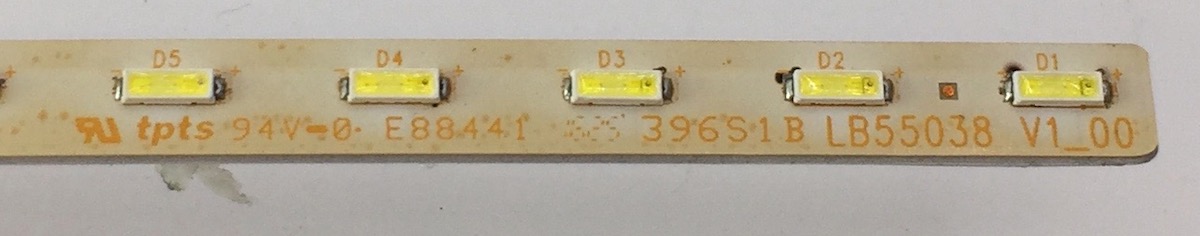 D5 D4 D3 D2 D1
tpts 94V-0 E88441 396S1B LB55038 V1_00